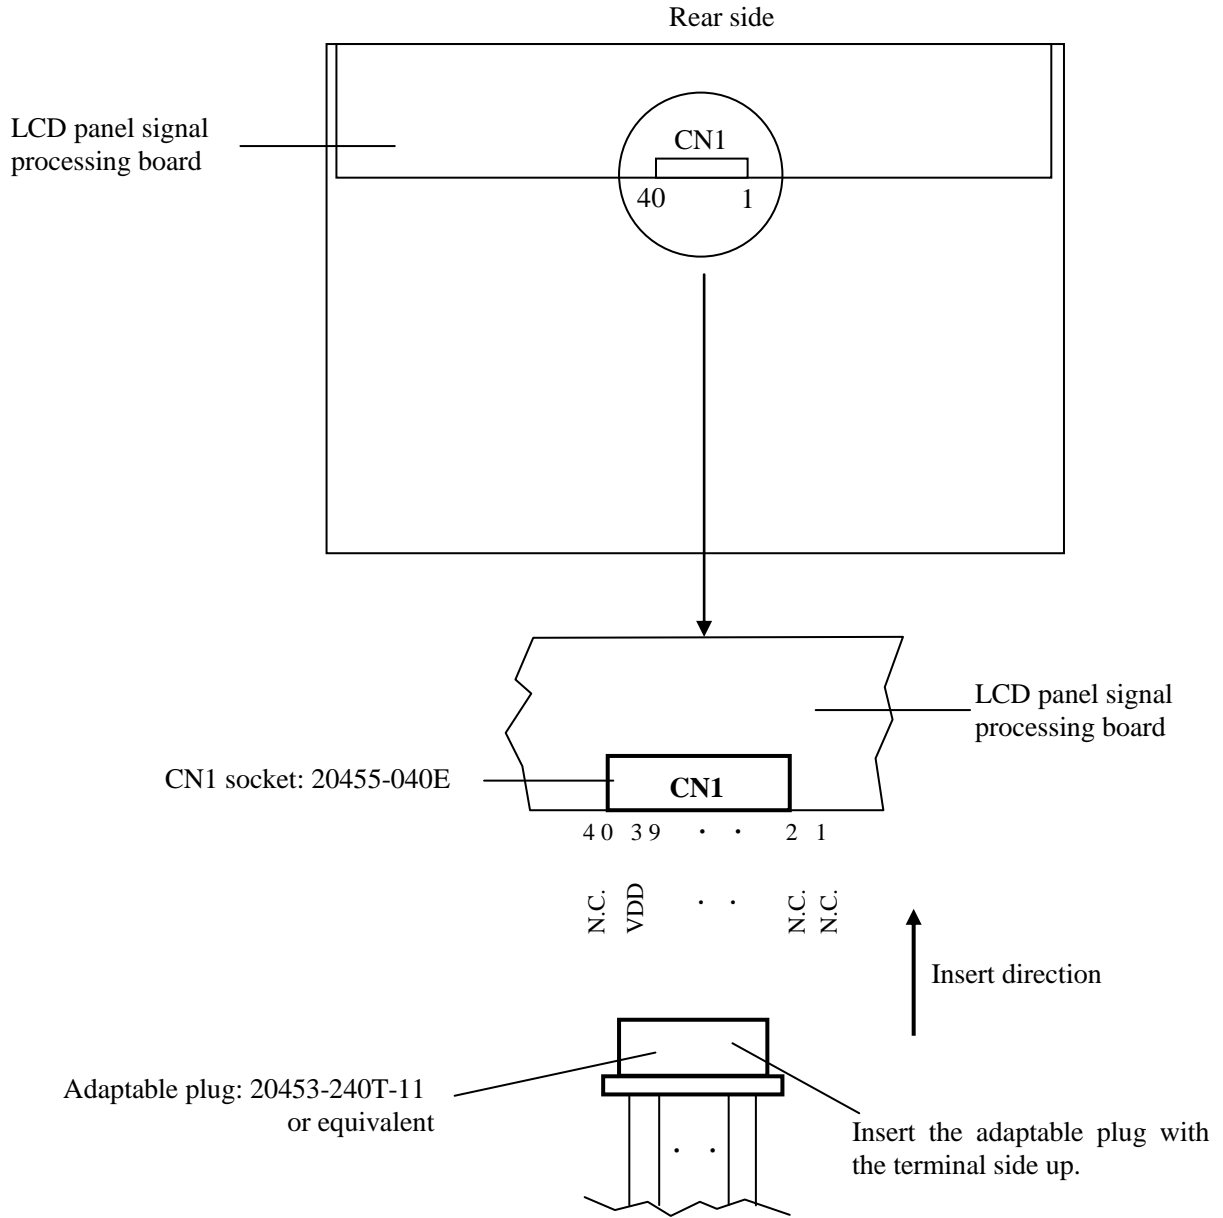 Rear side
LCD panel signal
processing board
CN1
40 1
LCD panel signal
processing board
CN1 socket: 20455-040E
CN1
40 39 · · 2 1
N.C. VDD · · N.C. N.C.
Insert direction
Adaptable plug: 20453-240T-11
or equivalent
· ·
Insert the adaptable plug with
the terminal side up.